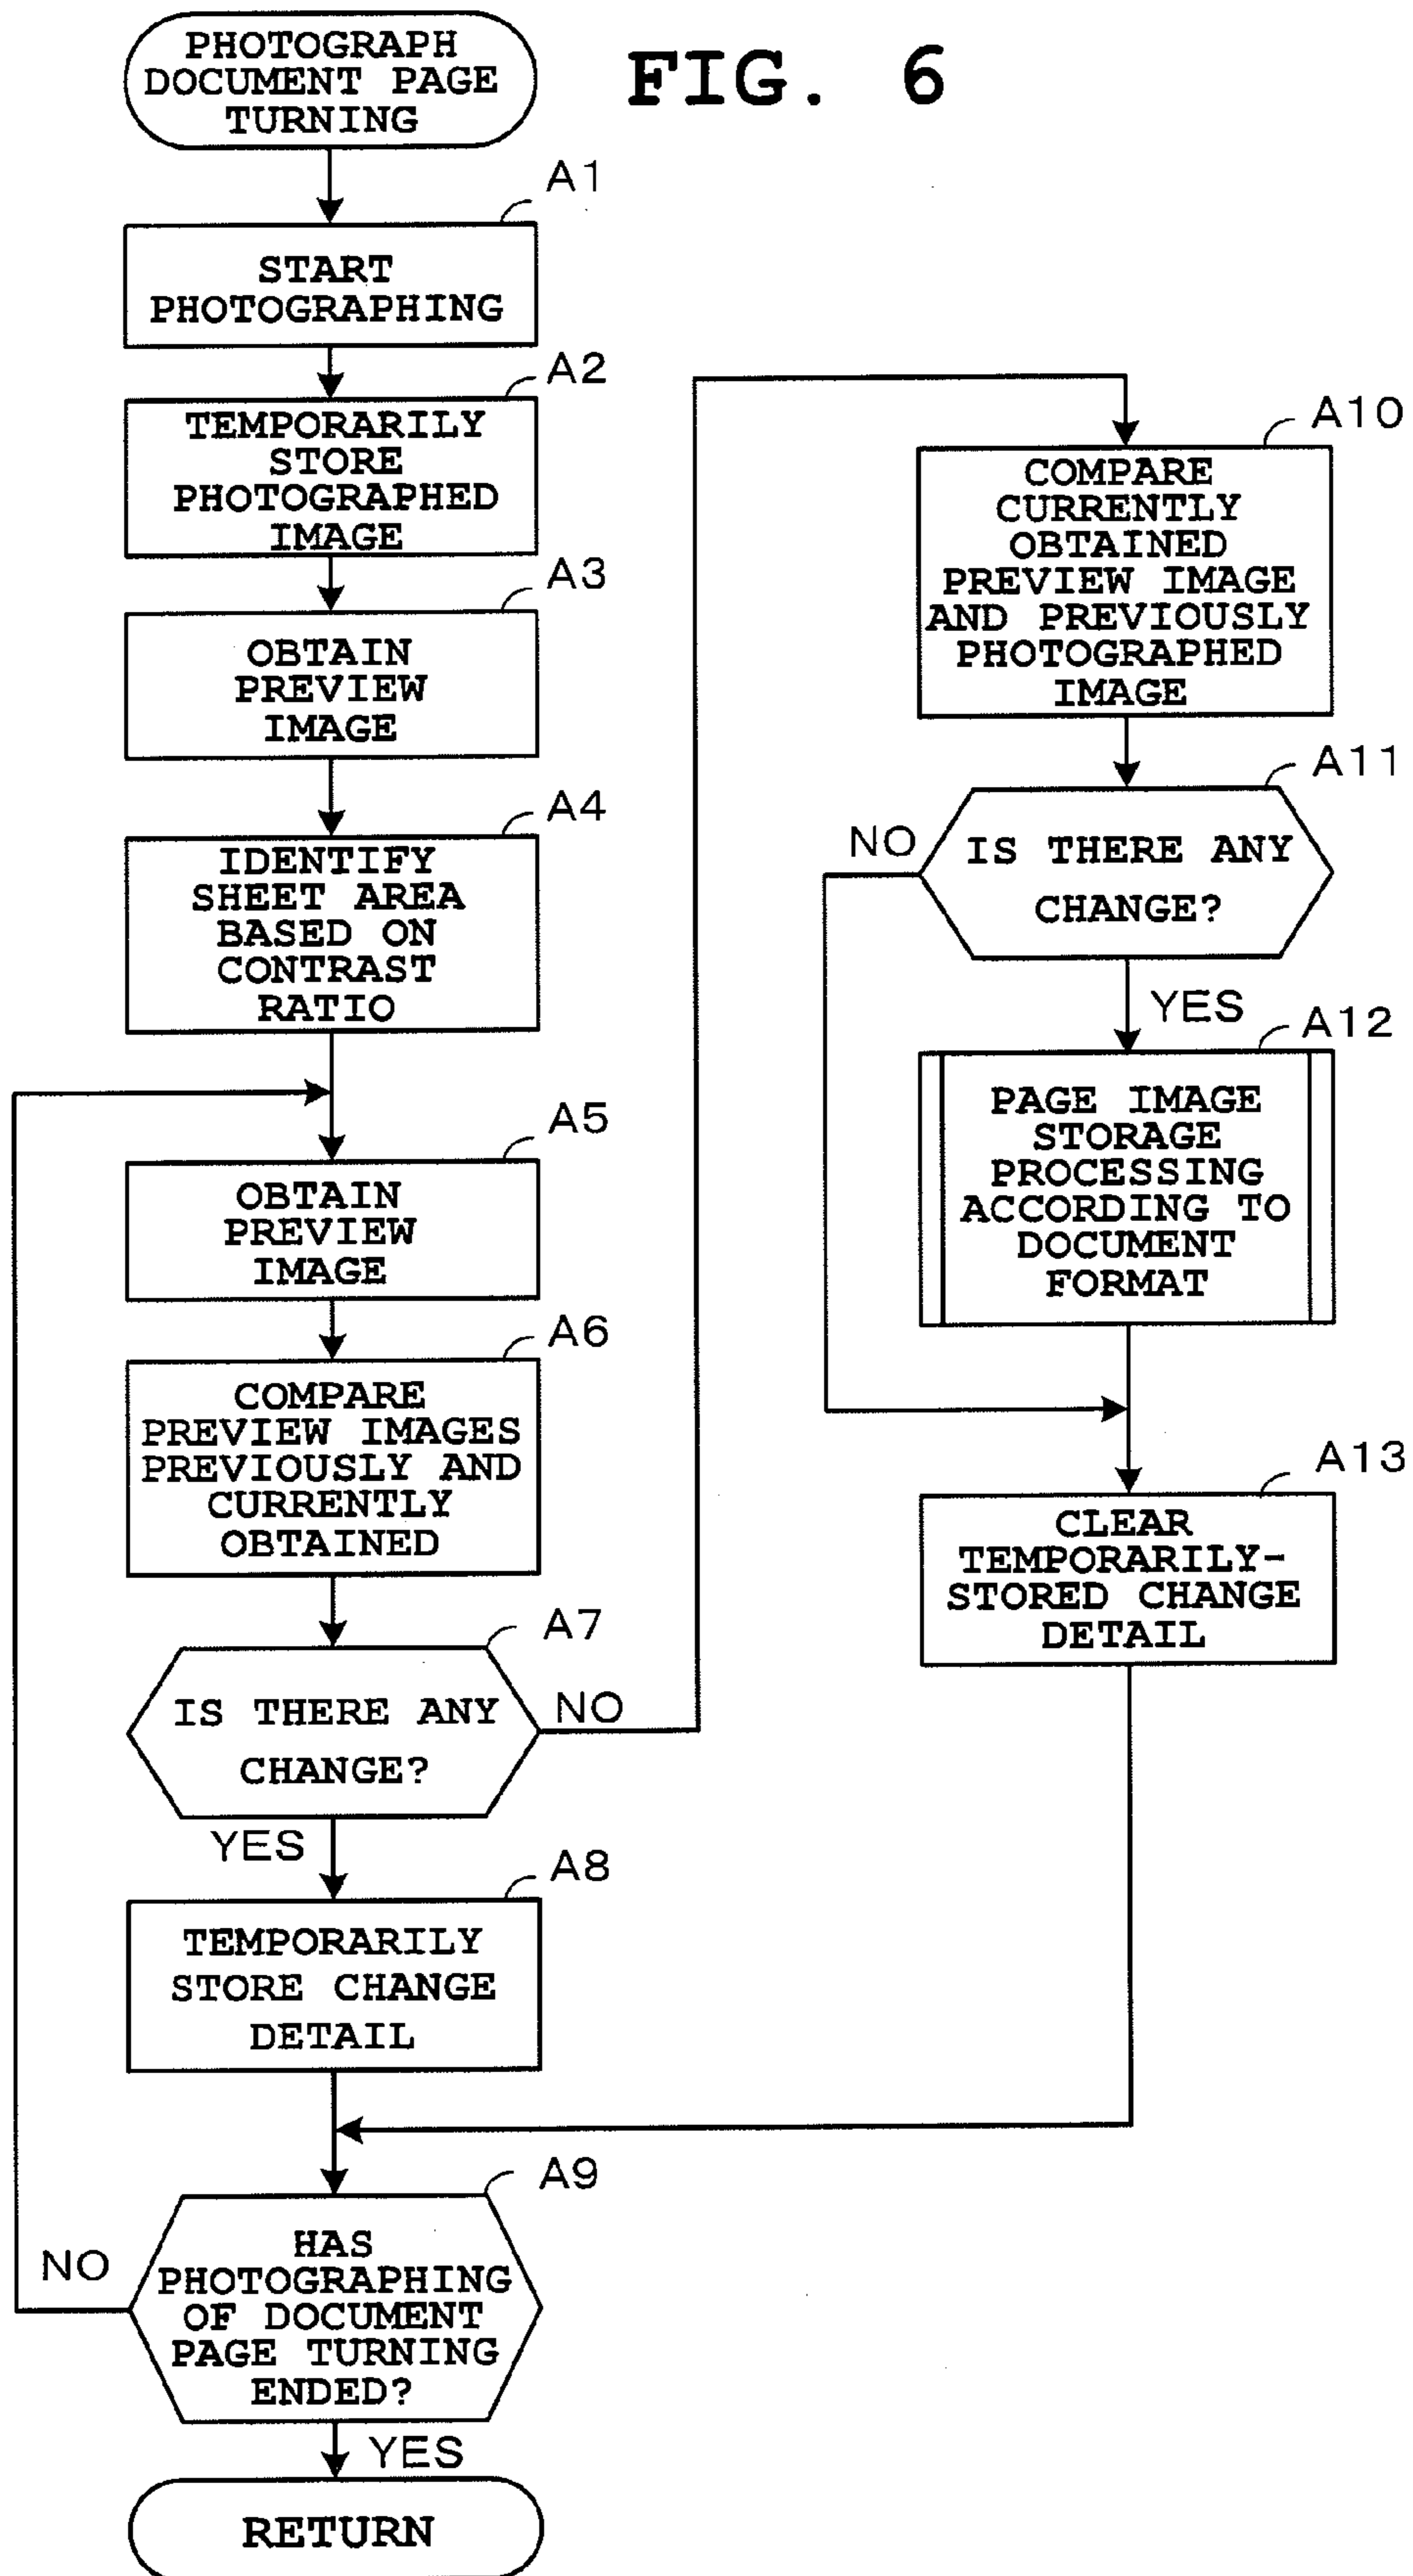 FIG. 6
PHOTOGRAPH
DOCUMENT PAGE
TURNING
A1
START
PHOTOGRAPHING
A2
TEMPORARILY
STORE
PHOTOGRAPHED
IMAGE
A3
OBTAIN
PREVIEW
IMAGE
A4
IDENTIFY
SHEET AREA
BASED ON
CONTRAST
RATIO
A5
OBTAIN
PREVIEW
IMAGE
A6
COMPARE
PREVIEW IMAGES
PREVIOUSLY AND
CURRENTLY
OBTAINED
A7
IS THERE ANY
CHANGE?
NO
YES
A8
TEMPORARILY
STORE CHANGE
DETAIL
A9
HAS
PHOTOGRAPHING
OF DOCUMENT
PAGE TURNING
ENDED?
NO
YES
RETURN
A10
COMPARE
CURRENTLY
OBTAINED
PREVIEW IMAGE
AND PREVIOUSLY
PHOTOGRAPHED
IMAGE
A11
IS THERE ANY
CHANGE?
NO
YES
A12
PAGE IMAGE
STORAGE
PROCESSING
ACCORDING TO
DOCUMENT
FORMAT
A13
CLEAR
TEMPORARILY-
STORED CHANGE
DETAIL